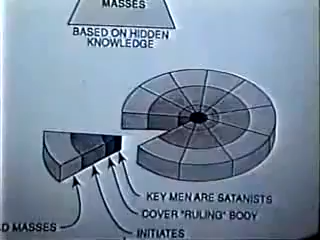 MASSES
BASED ON HIDDEN
KNOWLEDGE
KEY MEN ARE SATANISTS
COVER "RULING" BODY
D MASSES
INITIATES